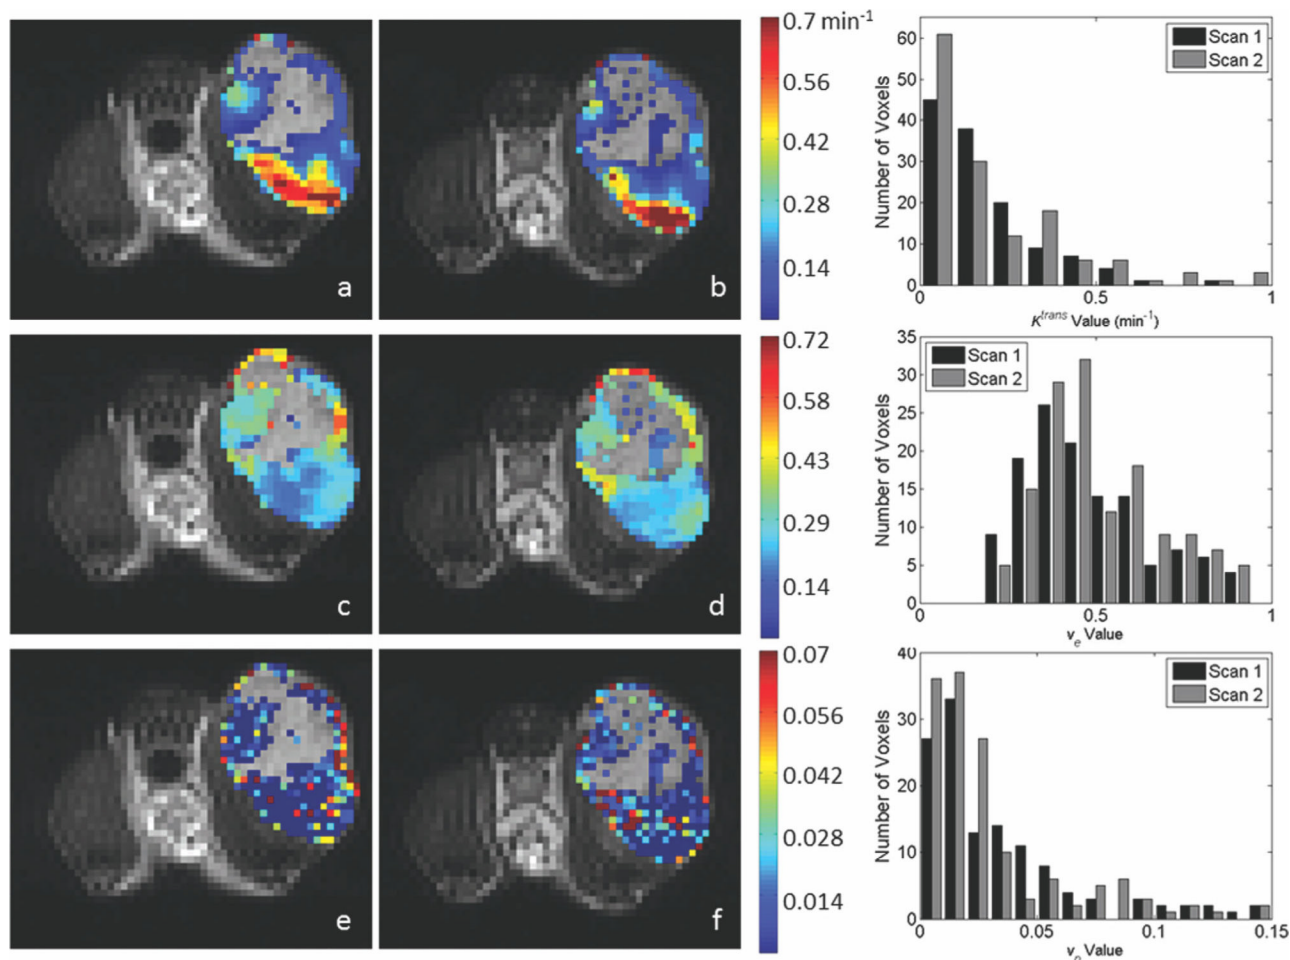 a
b
0.7 min⁻¹
0.56
0.42
0.28
0.14
Number of Voxels
60
50
40
30
20
10
0
Scan 1
Scan 2
0
0.5
1
K^trans Value (min⁻¹)
c
d
0.72
0.58
0.43
0.29
0.14
Number of Voxels
35
30
25
20
15
10
5
0
Scan 1
Scan 2
0
0.5
1
v_e Value
e
f
0.07
0.056
0.042
0.028
0.014
Number of Voxels
40
30
20
10
0
Scan 1
Scan 2
0
0.05
0.1
0.15
v_p Value